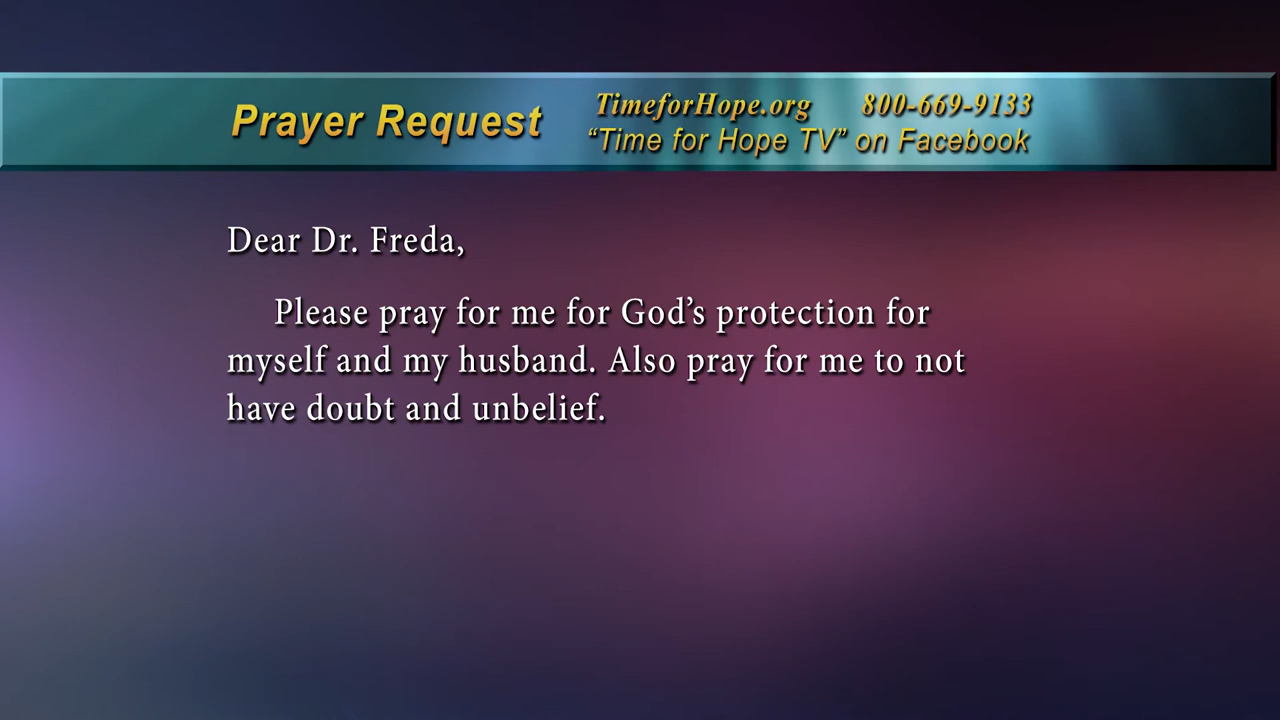 Prayer Request
TimeforHope.org 800-669-9133
“Time for Hope TV” on Facebook
Dear Dr. Freda,
Please pray for me for God’s protection for
myself and my husband. Also pray for me to not
have doubt and unbelief.